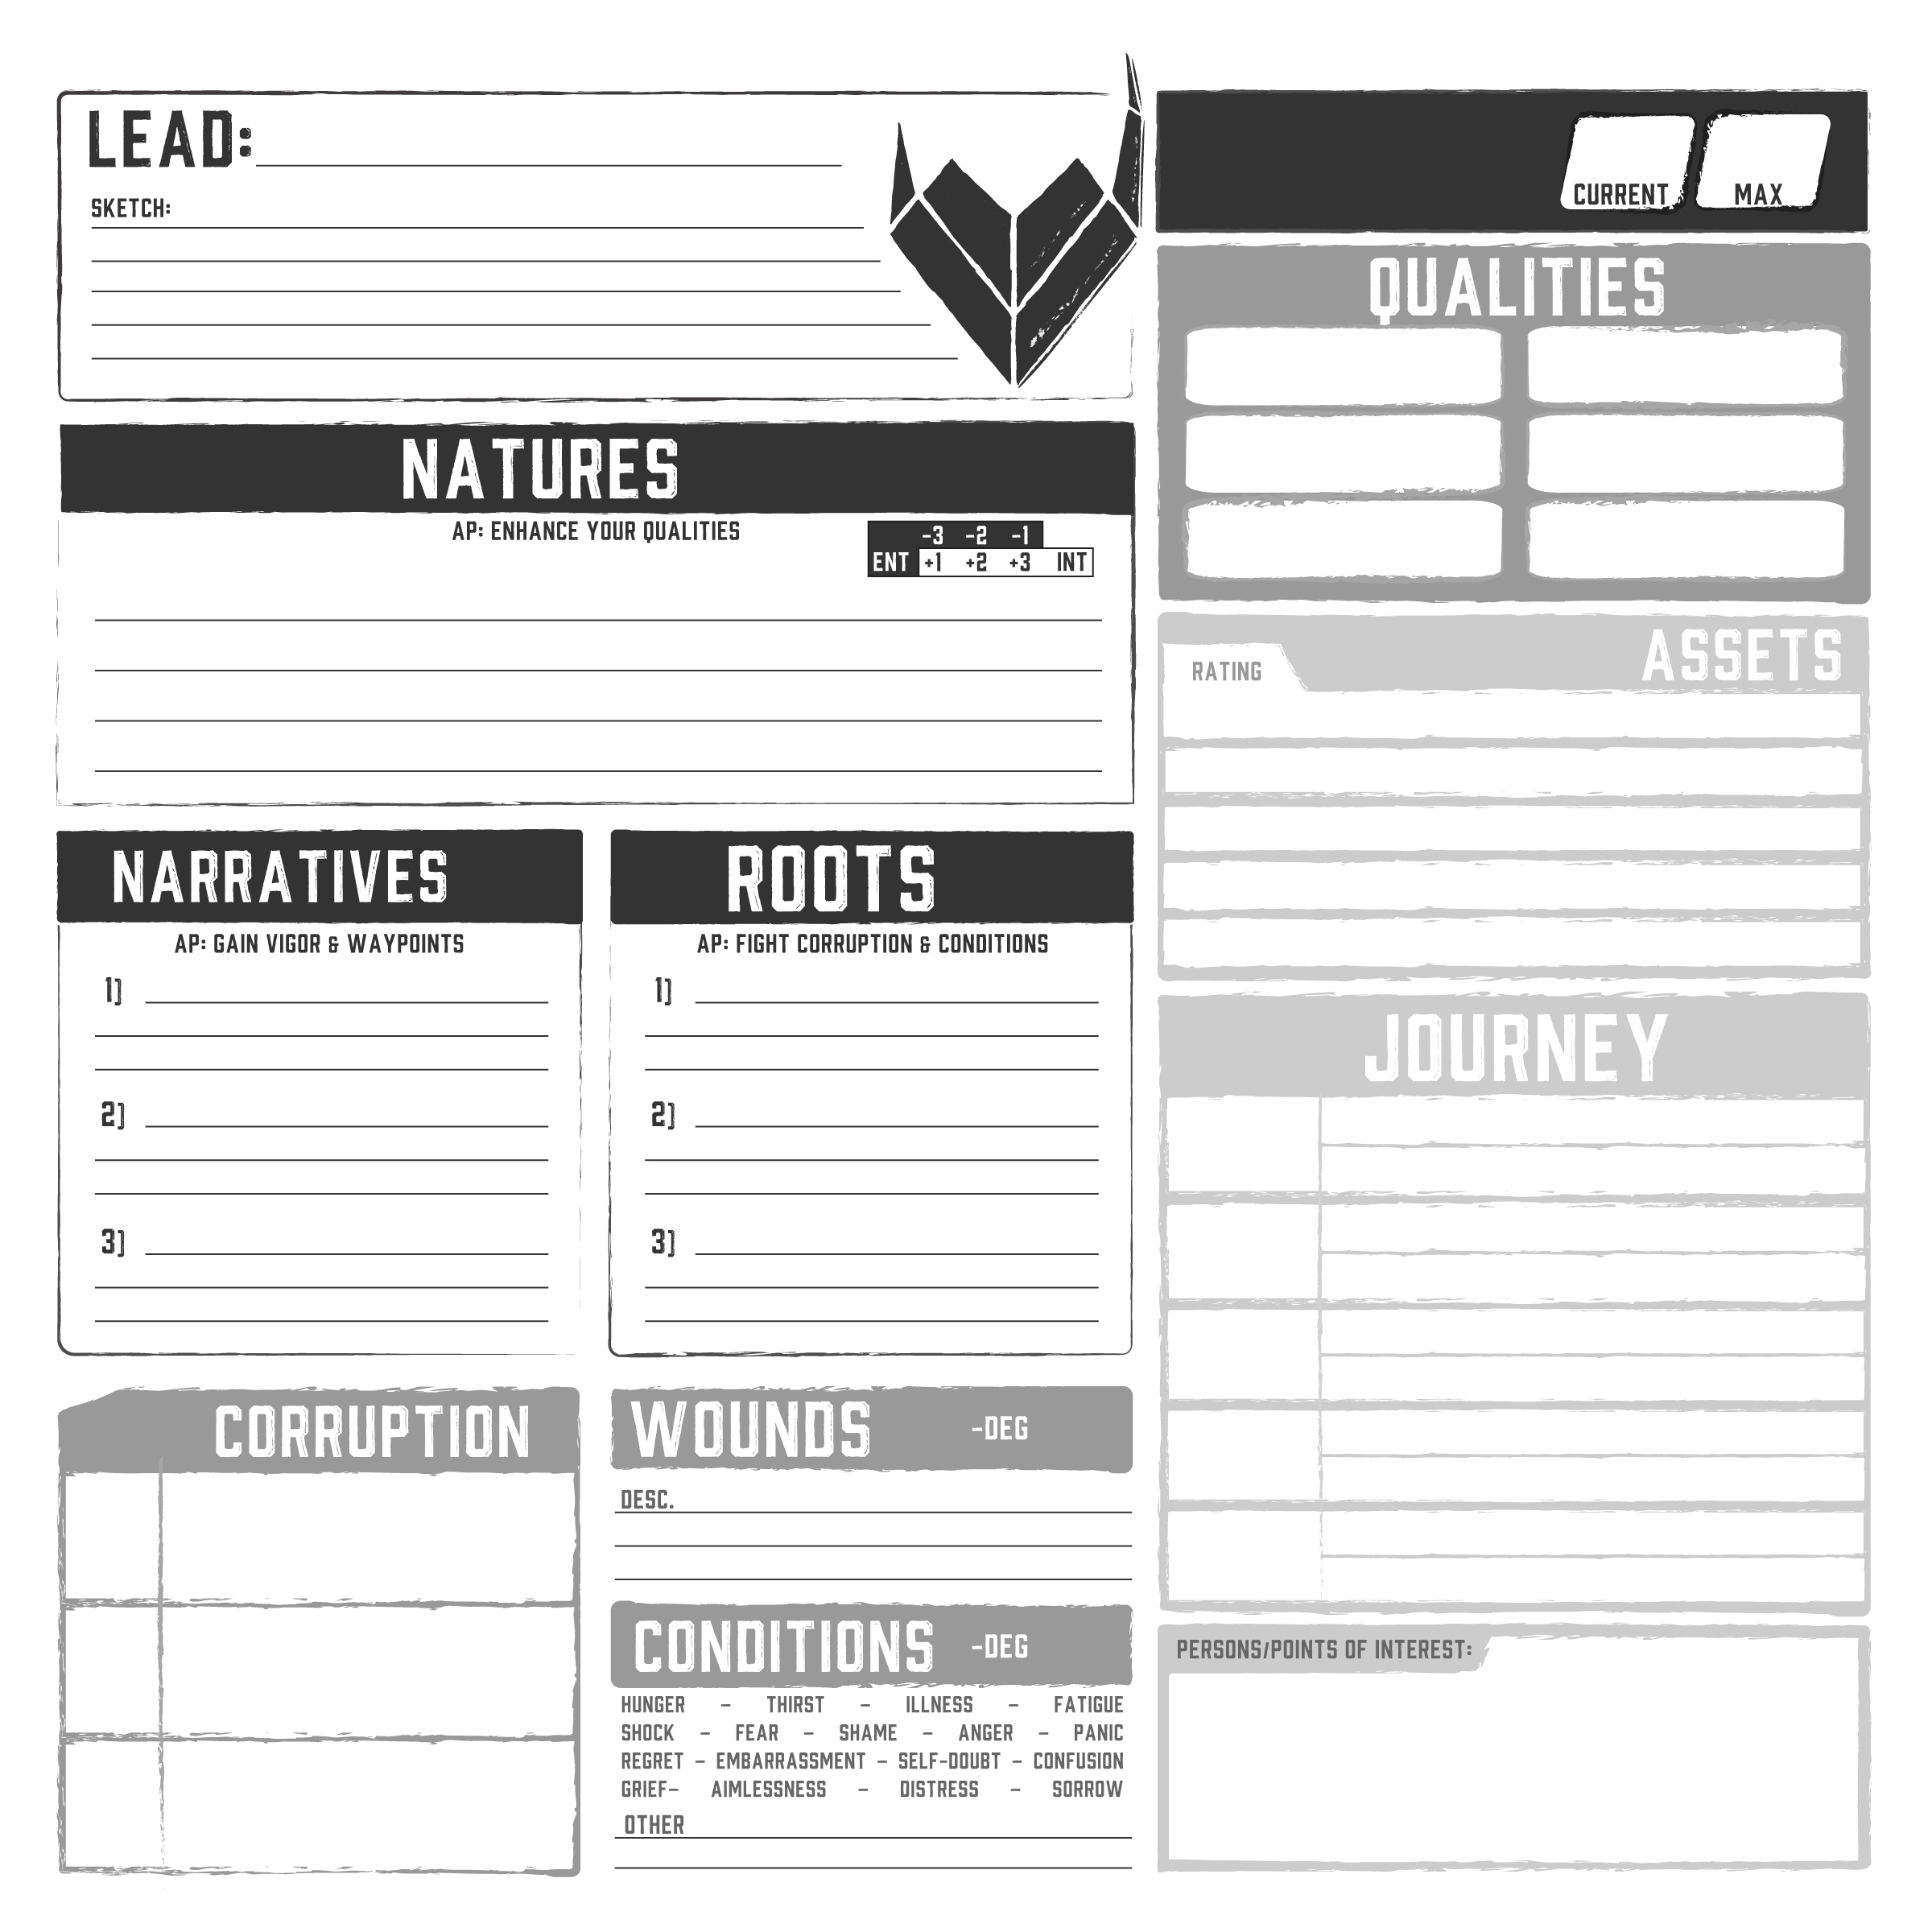 LEAD:
SKETCH:
CURRENT MAX
NATURES
AP: ENHANCE YOUR QUALITIES
-3 -2 -1
ENT +1 +2 +3 INT
QUALITIES
ASSETS
RATING
NARRATIVES
AP: GAIN VIGOR & WAYPOINTS
1]
2]
3]
ROOTS
AP: FIGHT CORRUPTION & CONDITIONS
1]
2]
3]
JOURNEY
CORRUPTION
WOUNDS -DEG
DESC.
CONDITIONS -DEG
HUNGER - THIRST - ILLNESS - FATIGUE
SHOCK - FEAR - SHAME - ANGER - PANIC
REGRET - EMBARRASSMENT - SELF-DOUBT - CONFUSION
GRIEF- AIMLESSNESS - DISTRESS - SORROW
OTHER
PERSONS/POINTS OF INTEREST: